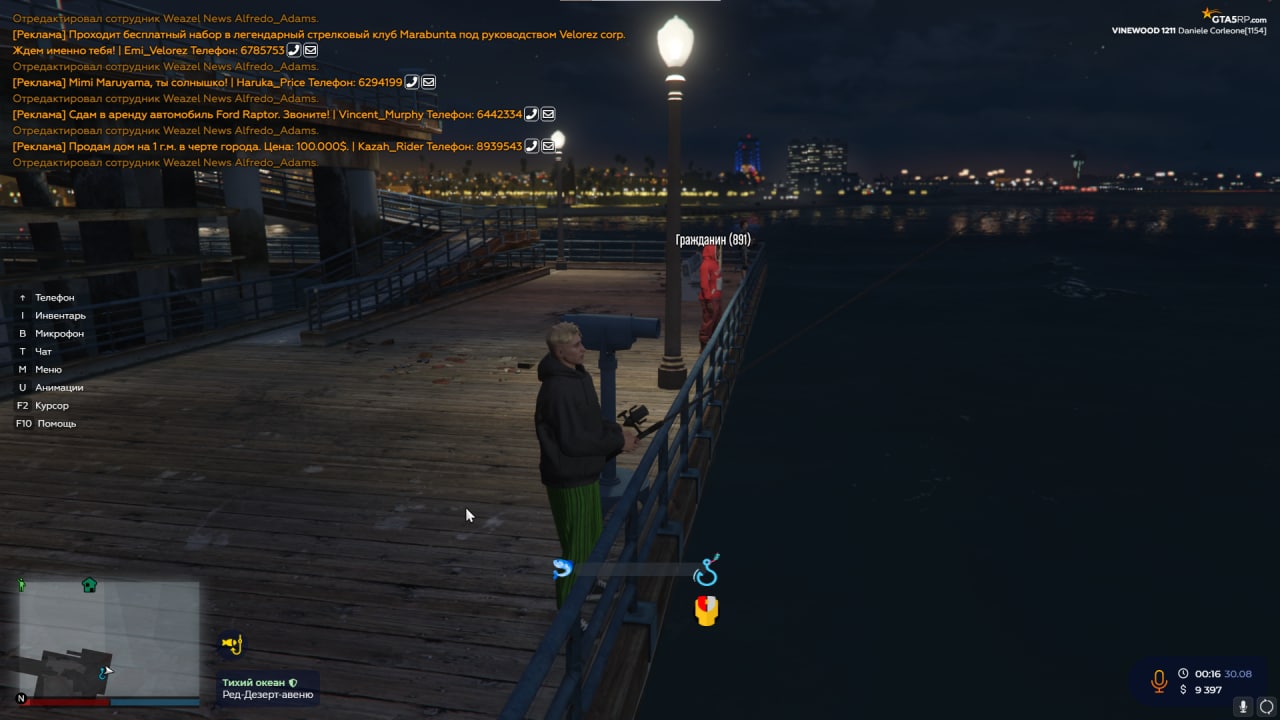 Отредактировал сотрудник Weazel News Alfredo_Adams.
[Реклама] Проходит бесплатный набор в легендарный стрелковый клуб Marabunta под руководством Velorez corp.
Ждем именно тебя! | Emi_Velorez Телефон: 6785753
Отредактировал сотрудник Weazel News Alfredo_Adams.
[Реклама] Mimi Maruyama, ты солнышко! | Haruka_Price Телефон: 6294199
Отредактировал сотрудник Weazel News Alfredo_Adams.
[Реклама] Сдам в аренду автомобиль Ford Raptor. Звоните! | Vincent_Murphy Телефон: 6442334
Отредактировал сотрудник Weazel News Alfredo_Adams.
[Реклама] Продам дом на 1 г.м. в черте города. Цена: 100.000$. | Kazah_Rider Телефон: 8939543
Отредактировал сотрудник Weazel News Alfredo_Adams.
GTA5RP.com
VINEWOOD 1211 Daniele Corleone[1154]
Гражданин (891)
↑ Телефон
I Инвентарь
B Микрофон
T Чат
M Меню
U Анимации
F2 Курсор
F10 Помощь
N
Тихий океан
Ред-Дезерт-авеню
00:16 30.08
$ 9 397